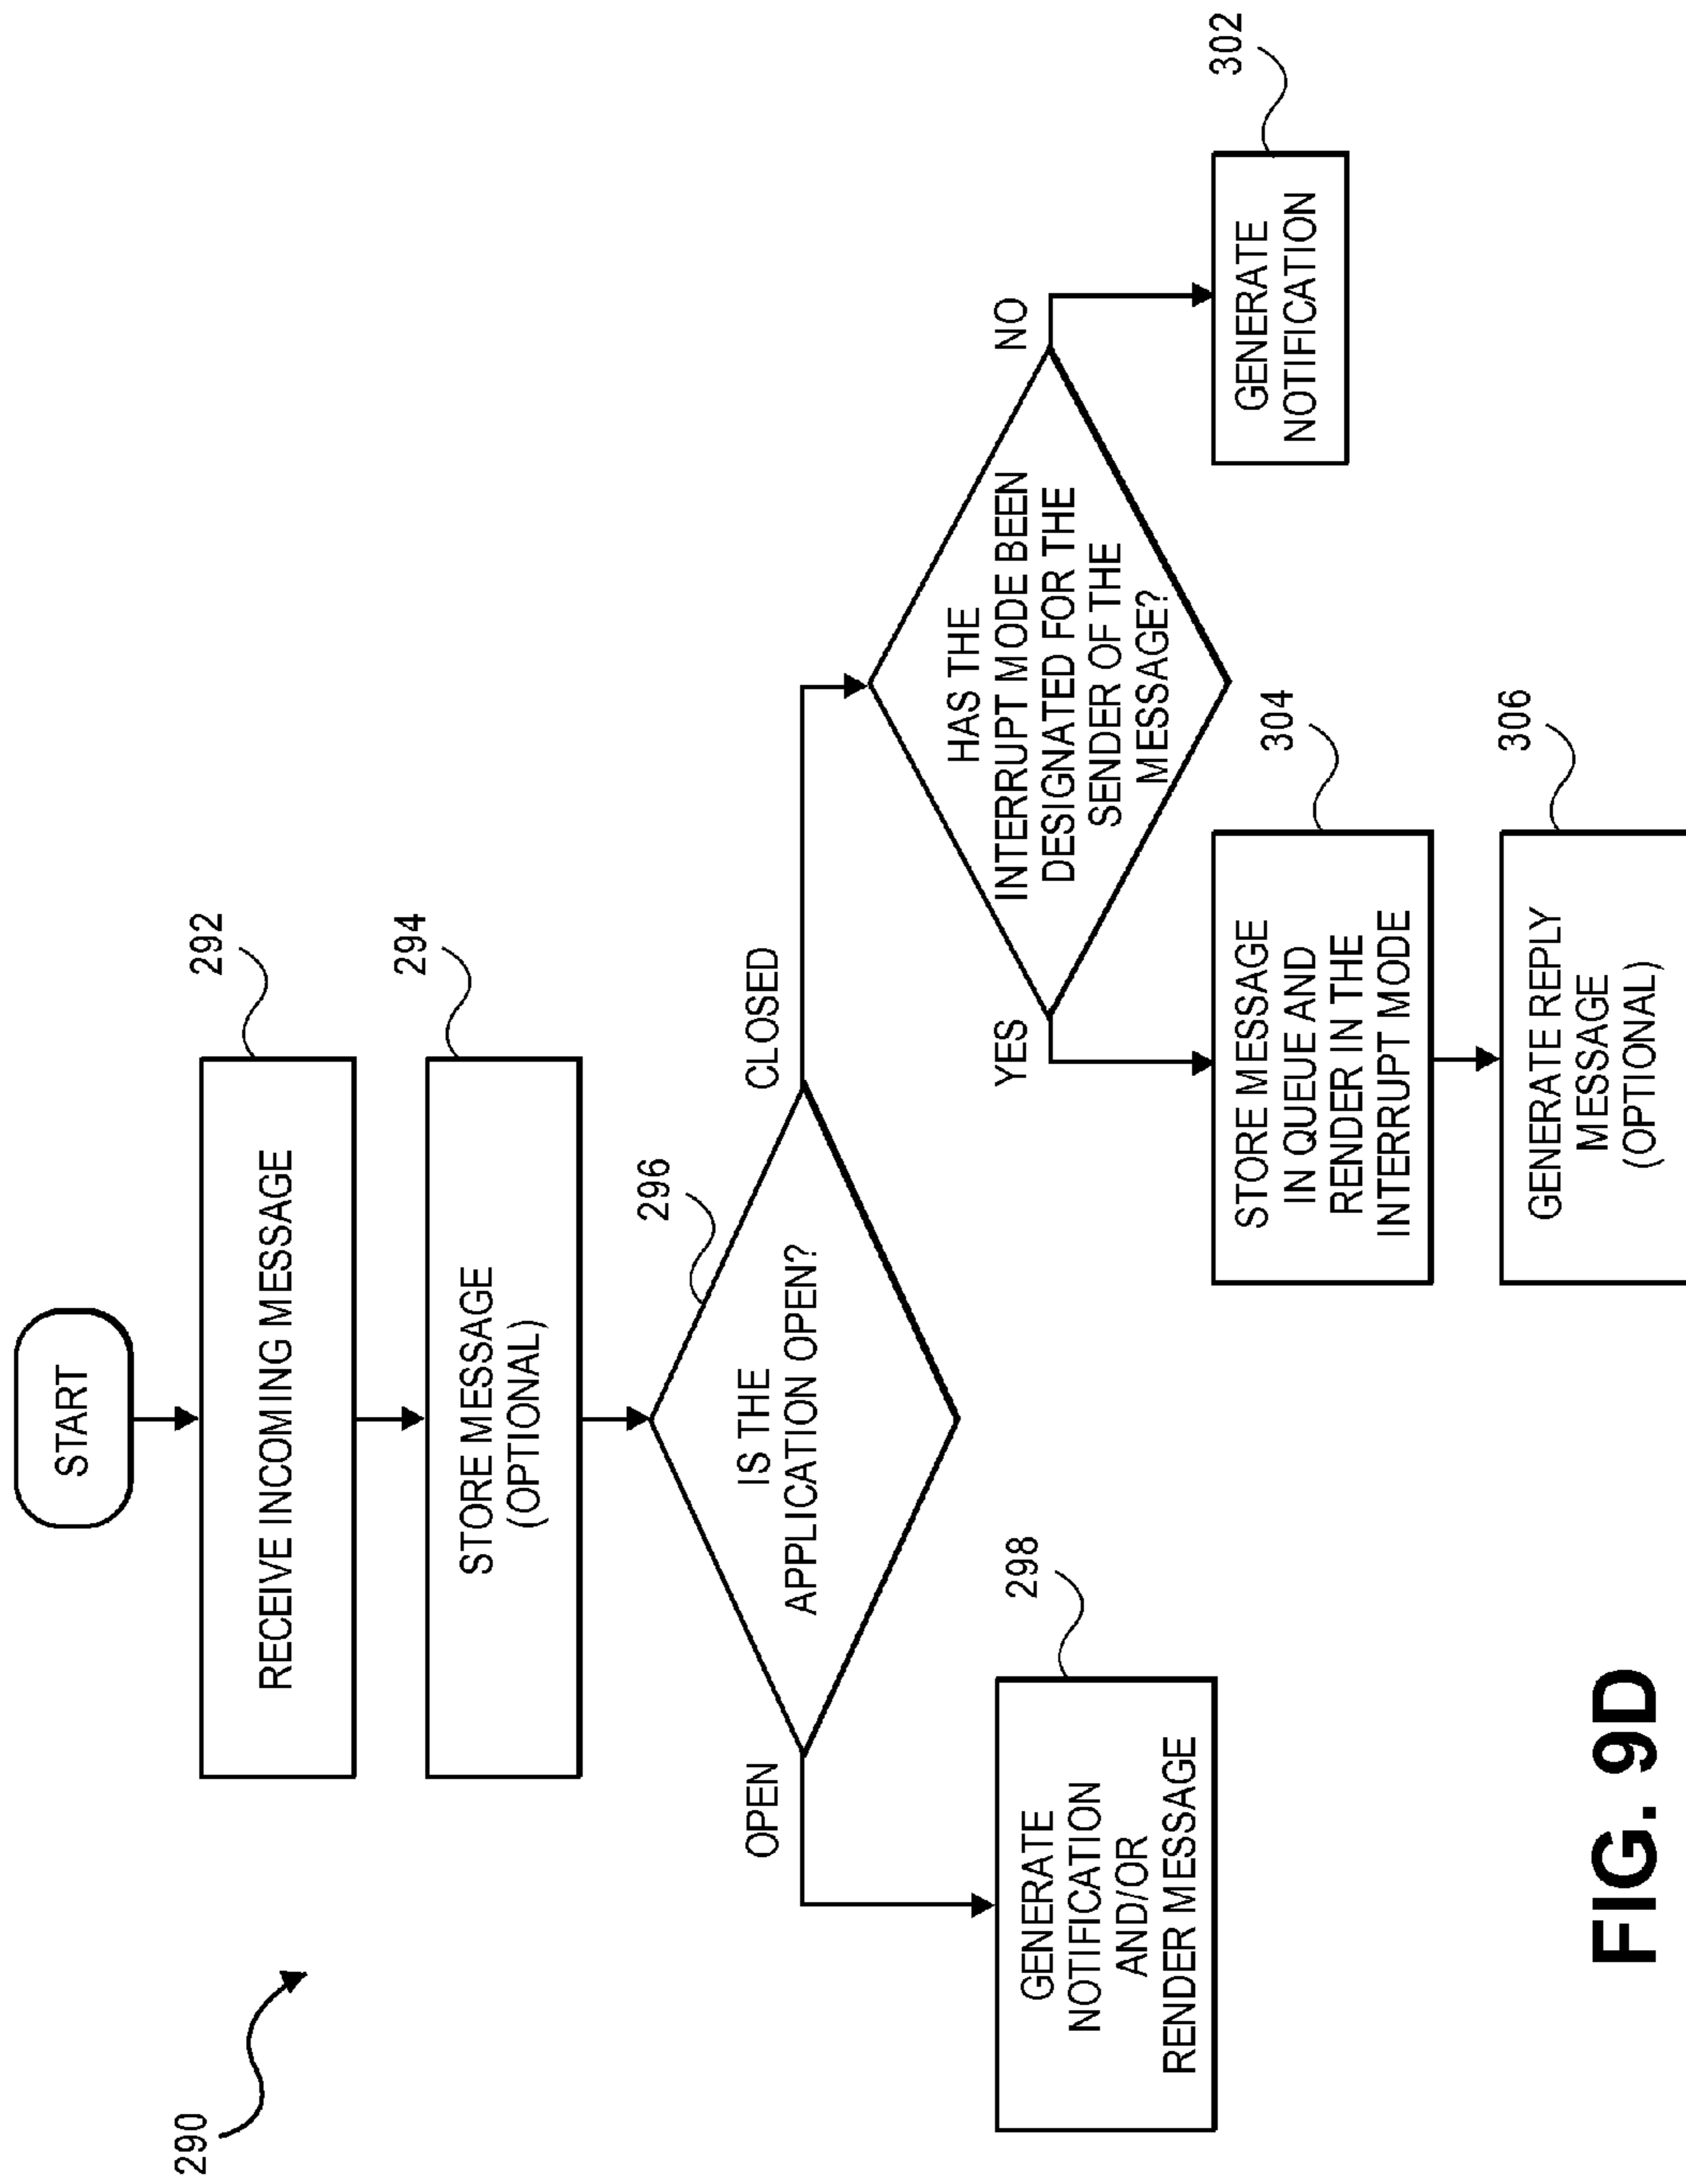 290
START
292
RECEIVE INCOMING MESSAGE
294
STORE MESSAGE
(OPTIONAL)
296
IS THE
APPLICATION OPEN?
OPEN
CLOSED
298
GENERATE
NOTIFICATION
AND/OR
RENDER MESSAGE
HAS THE
INTERRUPT MODE BEEN
DESIGNATED FOR THE
SENDER OF THE
MESSAGE?
YES
NO
304
STORE MESSAGE
IN QUEUE AND
RENDER IN THE
INTERRUPT MODE
302
GENERATE
NOTIFICATION
306
GENERATE REPLY
MESSAGE
(OPTIONAL)
FIG. 9D